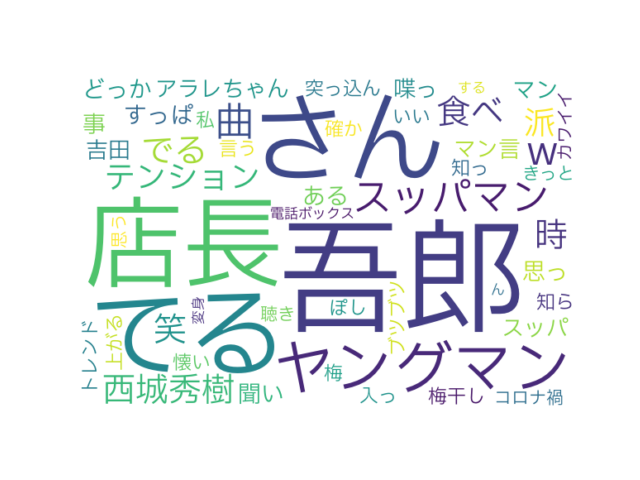 どっか
アラレちゃん
突っ込ん
喋っ
する
マン
カワイイ
事
すっぱ
私
曲
さん
確か
いい
食べ
派
吉田
でる
言う
マン言
w
知っ
きっと
テンション
ある
スッパマン
店長
電話ボックス
吾郎
時
思う
思っ
てる
変身
聴き
ぽし
ブツブツ
ん
知ら
トレンド
上がる
笑
スッパ
懐い
梅
ヤングマン
西城秀樹
聞い
入っ
梅干し
コロナ禍